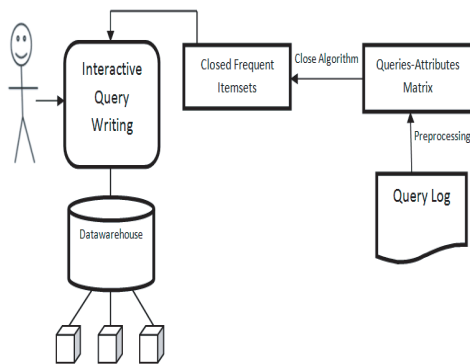 Interactive
Query
Writing
Closed Frequent
Itemsets
Close Algorithm
Queries-Attributes
Matrix
Preprocessing
Query Log
Datawarehouse